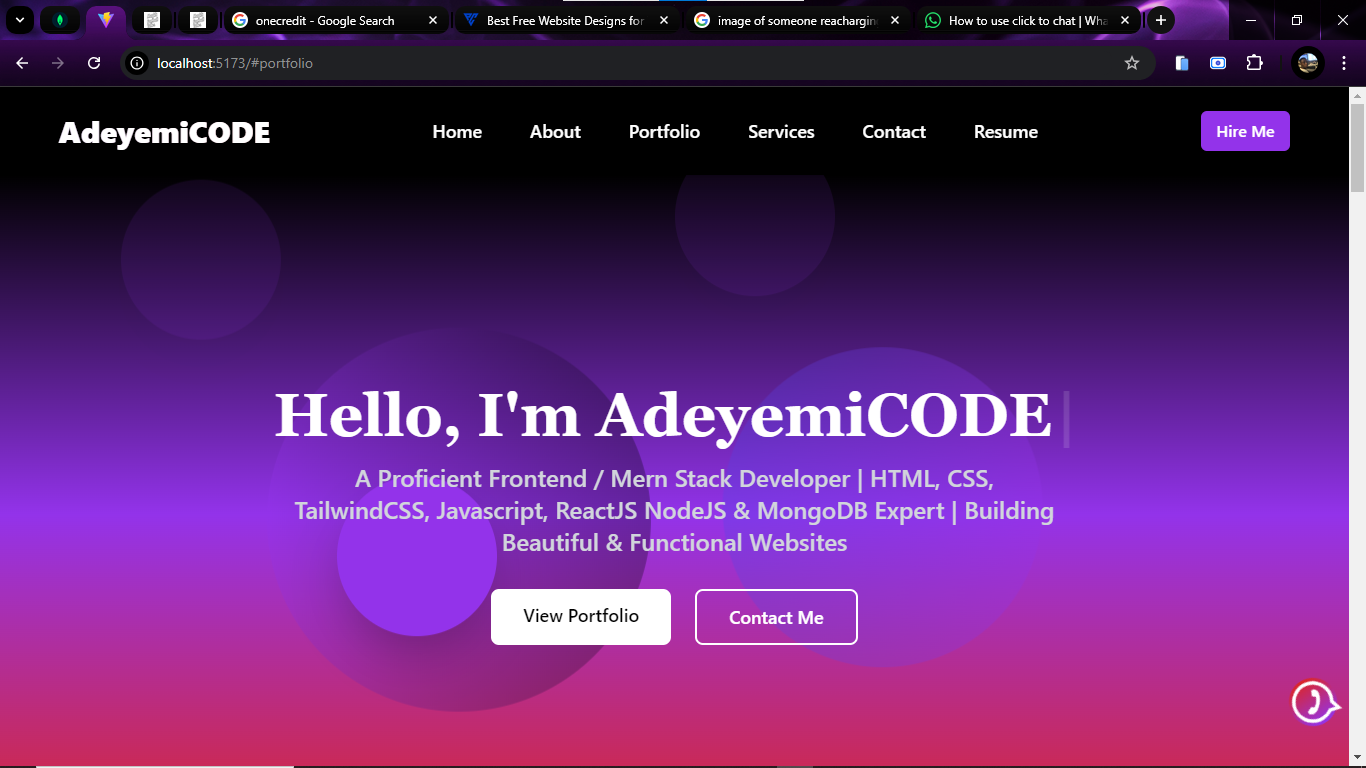 onecredit - Google Search
Best Free Website Designs for
image of someone reacharging
How to use click to chat | Wha
localhost:5173/#portfolio
AdeyemiCODE
Home
About
Portfolio
Services
Contact
Resume
Hire Me
Hello, I'm AdeyemiCODE
A Proficient Frontend / Mern Stack Developer | HTML, CSS,
TailwindCSS, Javascript, ReactJS NodeJS & MongoDB Expert | Building
Beautiful & Functional Websites
View Portfolio
Contact Me